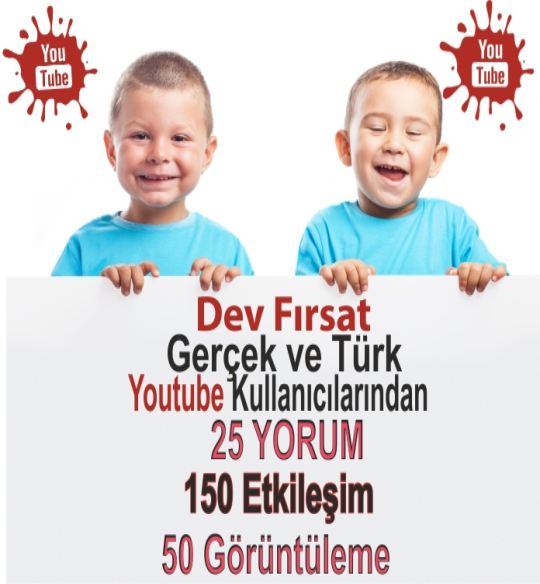 You
Tube
You
Tube
Dev Fırsat
Gerçek ve Türk
Youtube Kullanıcılarından
25 YORUM
150 Etkileşim
50 Görüntüleme